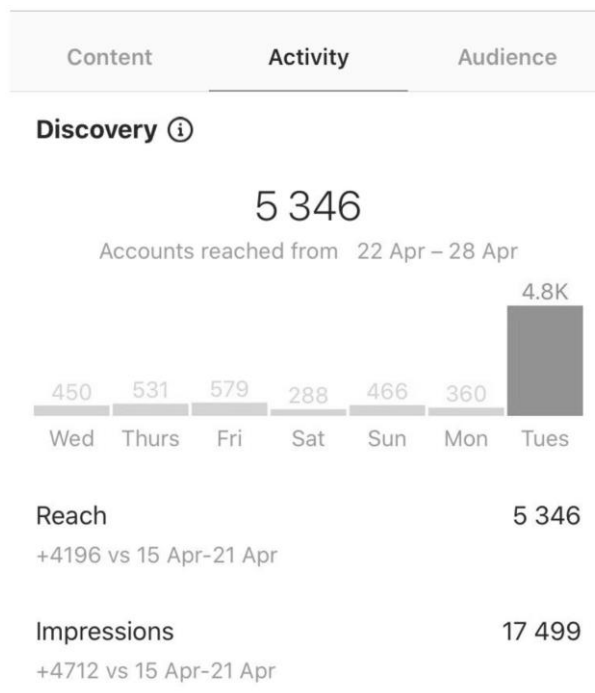 Content Activity Audience
Discovery
5 346
Accounts reached from 22 Apr – 28 Apr
4.8K
450 531 579 288 466 360
Wed Thurs Fri Sat Sun Mon Tues
Reach 5 346
+4196 vs 15 Apr-21 Apr
Impressions 17 499
+4712 vs 15 Apr-21 Apr